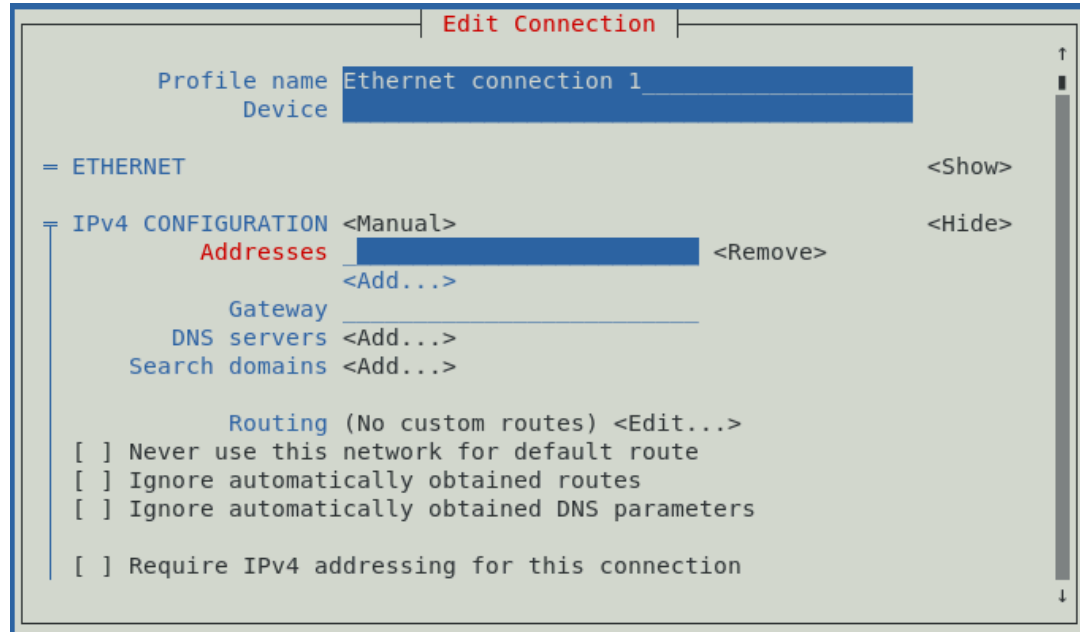 Edit Connection
Profile name Ethernet connection 1
Device
ETHERNET <Show>
IPv4 CONFIGURATION <Manual> <Hide>
Addresses <Remove>
<Add...>
Gateway
DNS servers <Add...>
Search domains <Add...>
Routing (No custom routes) <Edit...>
[ ] Never use this network for default route
[ ] Ignore automatically obtained routes
[ ] Ignore automatically obtained DNS parameters
[ ] Require IPv4 addressing for this connection